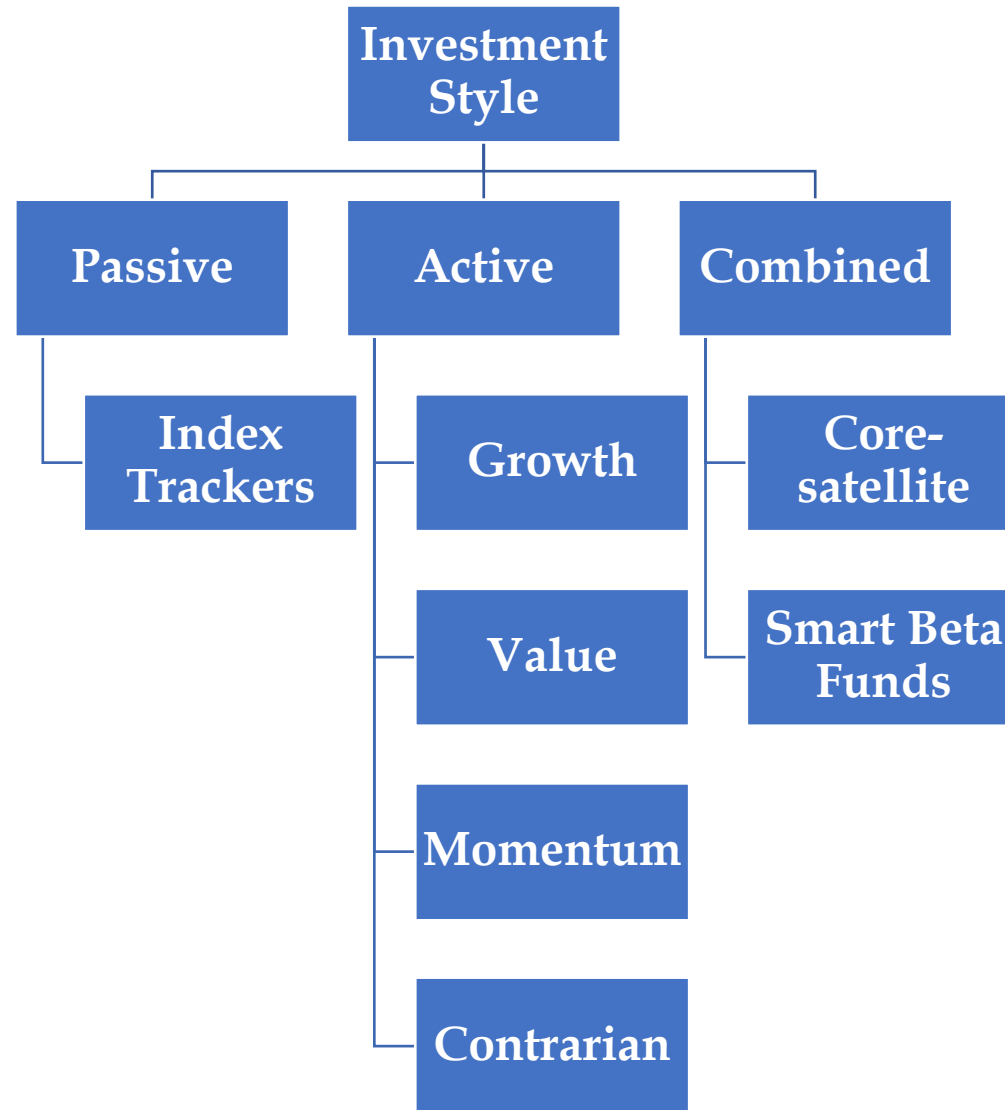 Investment
Style
Passive
Active
Combined
Index
Trackers
Growth
Core-
satellite
Value
Smart Beta
Funds
Momentum
Contrarian